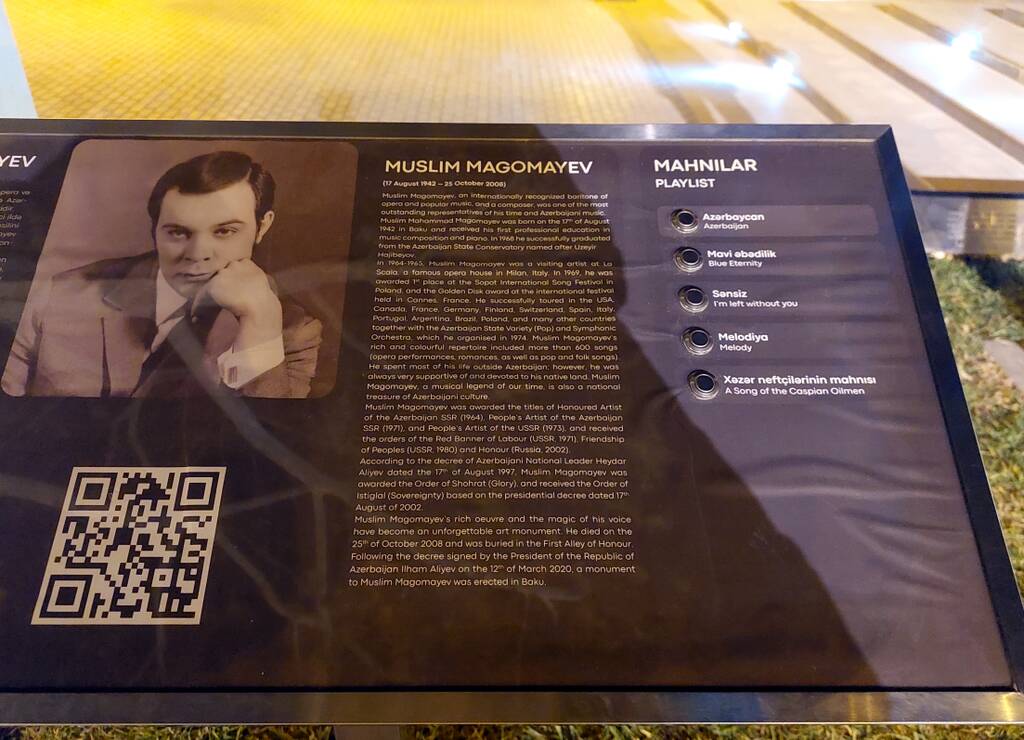 YEV
MUSLIM MAGOMAYEV
(17 August 1942 – 25 October 2008)
Muslim Magomayev, an internationally recognized baritone of
opera and popular music, and a composer, was one of the most
outstanding representatives of his time and Azerbaijani music.
Muslim Mahammad Magomayev was born on the 17th of August
1942 in Baku and received his first professional education in
music composition and piano. In 1968 he successfully graduated
from the Azerbaijan State Conservatory named after Uzeyir
Hajibeyov.
In 1964-1965, Muslim Magomayev was a visiting artist at La
Scala, a famous opera house in Milan, Italy. In 1969, he was
awarded 1st place at the Sopot International Song Festival in
Poland, and the Golden Disk award at the international festival
held in Cannes, France. He successfully toured in the USA,
Canada, France, Germany, Finland, Switzerland, Spain, Italy,
Portugal, Argentina, Brazil, Poland, and many other countries
together with the Azerbaijan State Variety (Pop) and Symphonic
Orchestra, which he organised in 1974. Muslim Magomayev's
rich and colourful repertoire included more than 600 songs
(opera performances, romances, as well as pop and folk songs).
He spent most of his life outside Azerbaijan; however, he was
always very supportive of and devoted to his native land. Muslim
Magomayev, a musical legend of our time, is also a national
treasure of Azerbaijani culture.
Muslim Magomayev was awarded the titles of Honoured Artist
of the Azerbaijan SSR (1964), People's Artist of the Azerbaijan
SSR (1971), and People's Artist of the USSR (1973), and received
the orders of the Red Banner of Labour (USSR, 1971), Friendship
of Peoples (USSR, 1980) and Honour (Russia, 2002).
According to the decree of Azerbaijani National Leader Heydar
Aliyev dated the 17th of August 1997, Muslim Magomayev was
awarded the Order of Shohrat (Glory), and received the Order of
Istiglal (Sovereignty) based on the presidential decree dated 17th
August of 2002.
Muslim Magomayev's rich oeuvre and the magic of his voice
have become an unforgettable art monument. He died on the
25th of October 2008 and was buried in the First Alley of Honour.
Following the decree signed by the President of the Republic of
Azerbaijan Ilham Aliyev on the 12th of March 2020, a monument
to Muslim Magomayev was erected in Baku.
MAHNILAR
PLAYLIST
Azərbaycan
Azerbaijan
Mavi əbədilik
Blue Eternity
Sənsiz
I'm left without you
Melodiya
Melody
Xəzər neftçilərinin mahnısı
A Song of the Caspian Oilmen